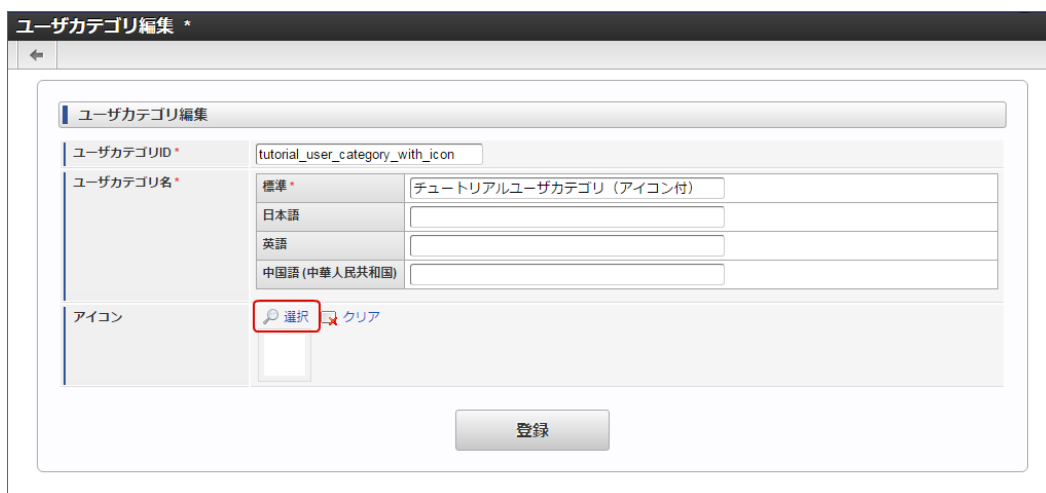 ユーザカテゴリ編集 *
ユーザカテゴリ編集
ユーザカテゴリID * tutorial_user_category_with_icon
ユーザカテゴリ名 * 標準 * チュートリアルユーザカテゴリ（アイコン付）
日本語
英語
中国語 (中華人民共和国)
アイコン 選択 クリア
登録